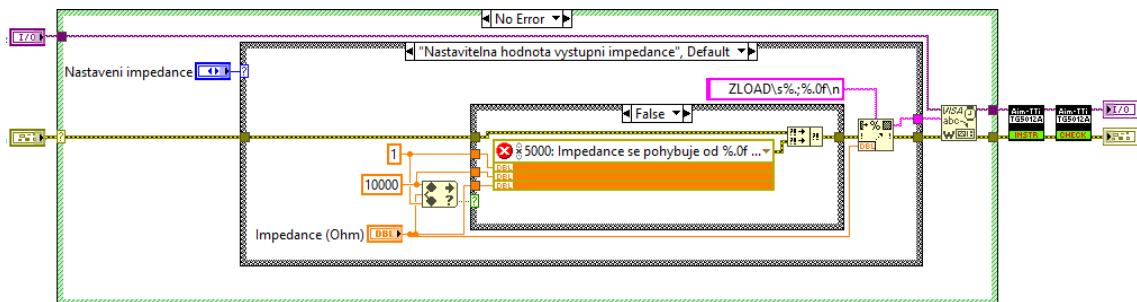 No Error
I/O
"Nastavitelna hodnota vystupni impedance", Default
Nastaveni impedance
ZLOAD\s%.;%.0f\n
False
VISA
abc
W
Aim-TTi
TG5012A
INSTR
Aim-TTi
TG5012A
CHECK
I/O
5000: Impedance se pohybuje od %.0f ...
DBL
DBL
DBL
DBL
1
10000
Impedance (Ohm)
DBL